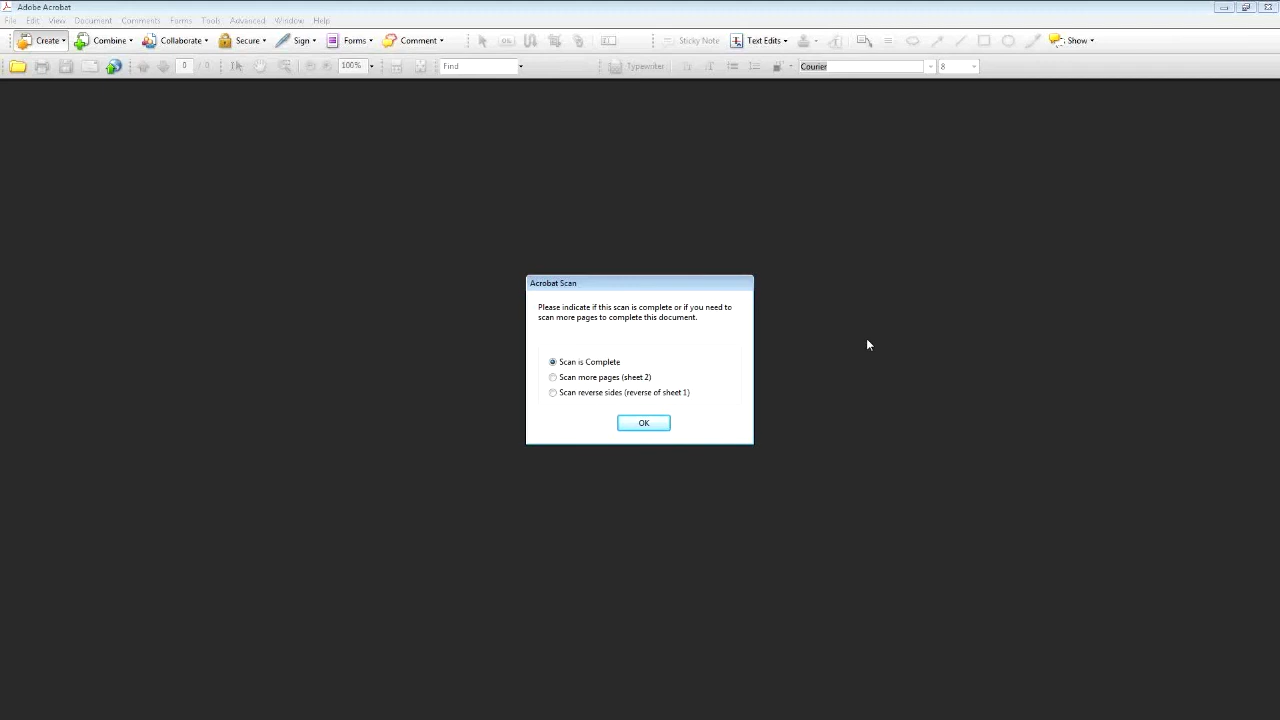 Adobe Acrobat
File Edit View Document Comments Forms Tools Advanced Window Help
Create Combine Collaborate Secure Sign Forms Comment Sticky Note Text Edits Show
0 100% Find Typewriter Courier 8
Acrobat Scan
Please indicate if this scan is complete or if you need to
scan more pages to complete this document.
Scan is Complete
Scan more pages (sheet 2)
Scan reverse sides (reverse of sheet 1)
OK